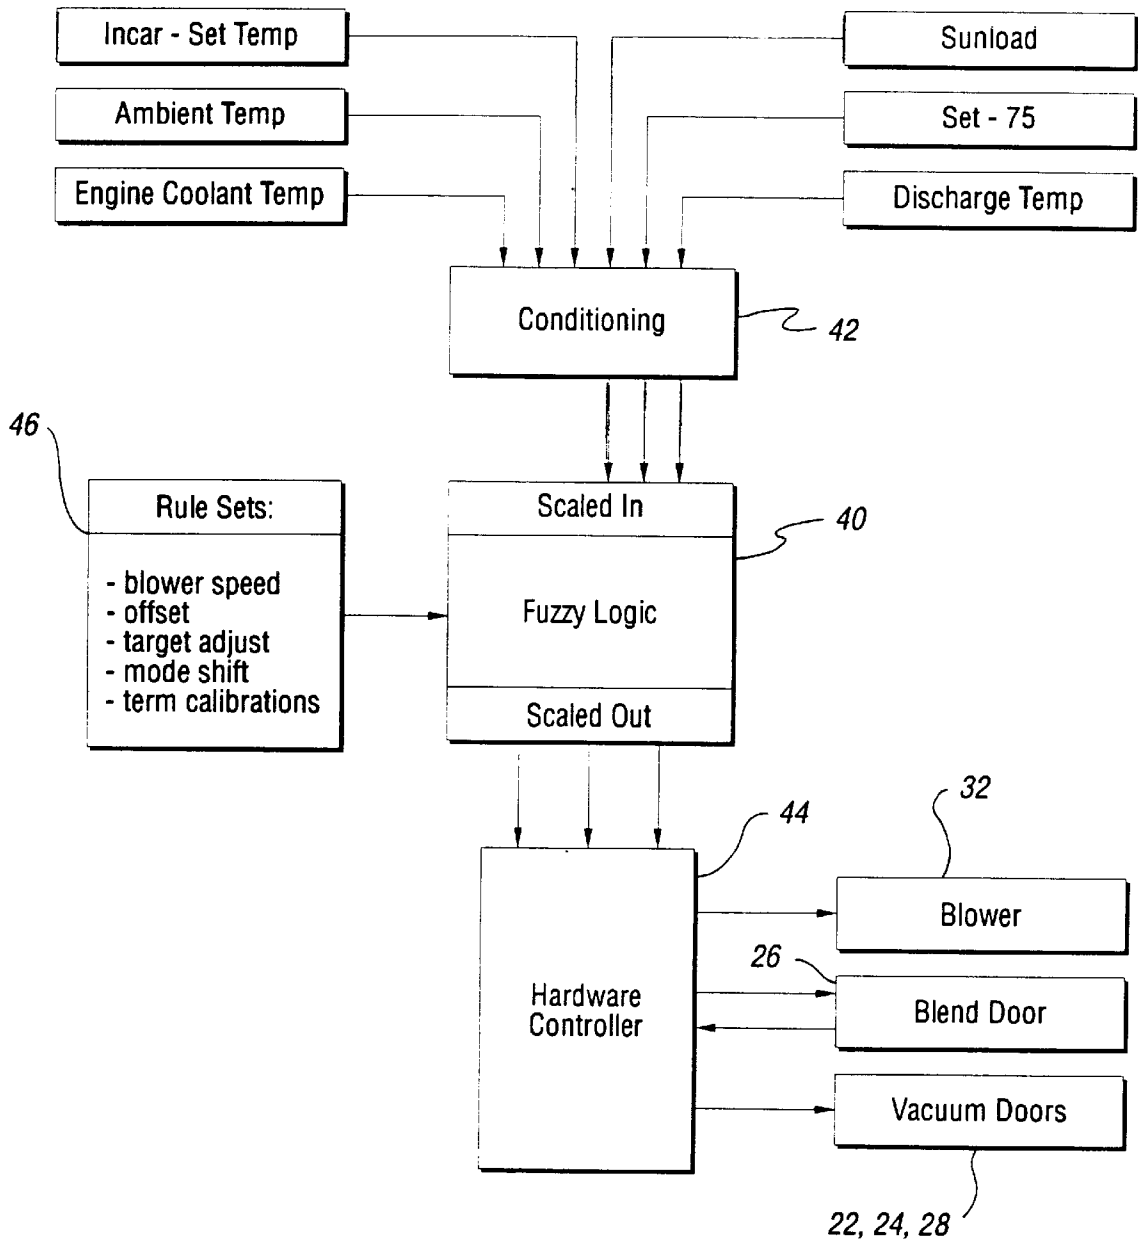 Incar - Set Temp
Sunload
Ambient Temp
Set - 75
Engine Coolant Temp
Discharge Temp
Conditioning
42
46
Rule Sets:
- blower speed
- offset
- target adjust
- mode shift
- term calibrations
Scaled In
40
Fuzzy Logic
Scaled Out
44
32
Hardware
Controller
Blower
26
Blend Door
Vacuum Doors
22, 24, 28